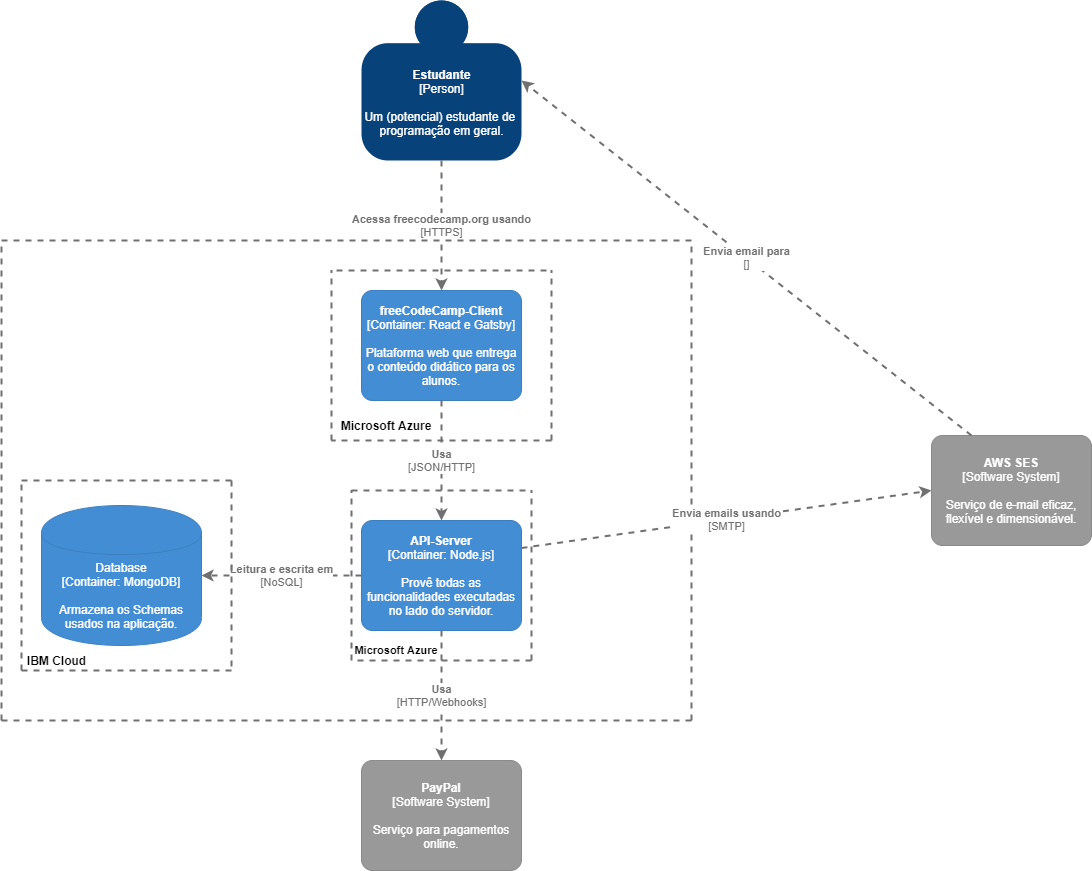 Estudante
[Person]
Um (potencial) estudante de
programação em geral.
Acessa freecodecamp.org usando
[HTTPS]
Envia email para
[]
freeCodeCamp-Client
[Container: React e Gatsby]
Plataforma web que entrega
o conteúdo didático para os
alunos.
Microsoft Azure
Usa
[JSON/HTTP]
AWS SES
[Software System]
Serviço de e-mail eficaz,
flexível e dimensionável.
Envia emails usando
[SMTP]
API-Server
[Container: Node.js]
Provê todas as
funcionalidades executadas
no lado do servidor.
Microsoft Azure
Leitura e escrita em
[NoSQL]
Database
[Container: MongoDB]
Armazena os Schemas
usados na aplicação.
IBM Cloud
Usa
[HTTP/Webhooks]
PayPal
[Software System]
Serviço para pagamentos
online.